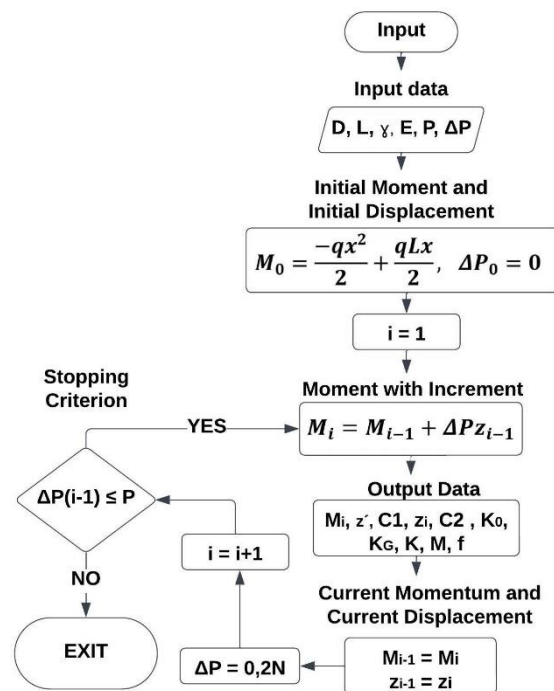 Input
Input data
D, L, ɣ, E, P, ΔP
Initial Moment and
Initial Displacement
M₀ = −qx²/2 + qLx/2, ΔP₀ = 0
i = 1
Moment with Increment
Mᵢ = Mᵢ₋₁ + ΔPzᵢ₋₁
Output Data
Mᵢ, z´, C1, zᵢ, C2 , K₀,
K_G, K, M, f
Current Momentum and
Current Displacement
Mᵢ₋₁ = Mᵢ
zᵢ₋₁ = zᵢ
ΔP = 0,2N
i = i+1
Stopping
Criterion
ΔP(i-1) ≤ P
YES
NO
EXIT